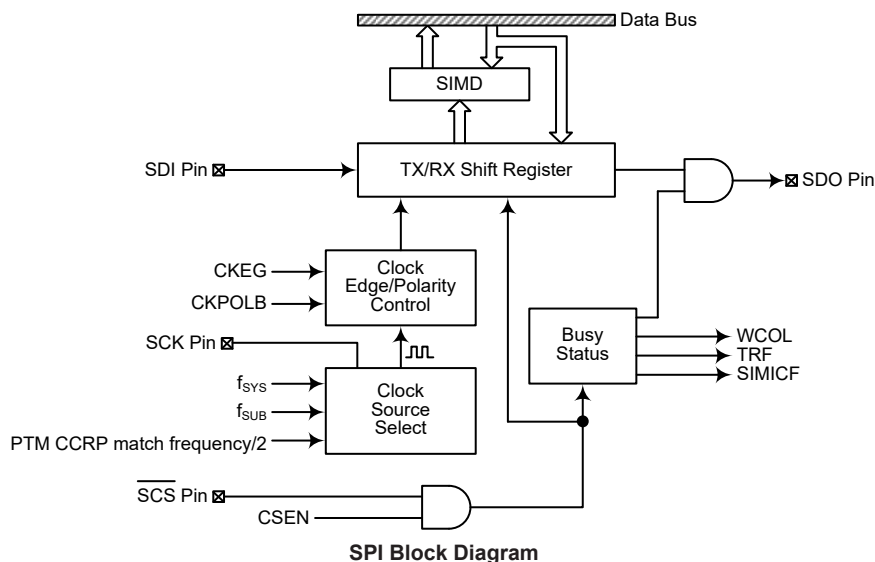 Data Bus
SIMD
SDI Pin
TX/RX Shift Register
SDO Pin
CKEG
CKPOLB
Clock
Edge/Polarity
Control
SCK Pin
Busy
Status
WCOL
TRF
SIMICF
fSYS
fSUB
PTM CCRP match frequency/2
Clock
Source
Select
S̅C̅S̅ Pin
CSEN
SPI Block Diagram